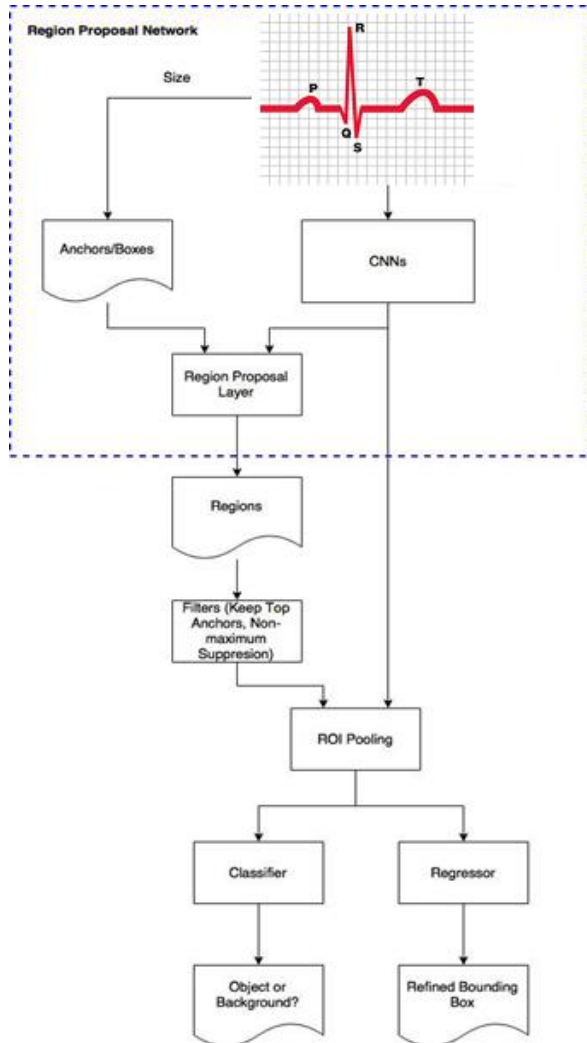 Region Proposal Network
R
Size
P
T
Q
S
Anchors/Boxes
CNNs
Region Proposal
Layer
Regions
Filters (Keep Top
Anchors, Non-
maximum
Suppresion)
ROI Pooling
Classifier
Regressor
Object or
Background?
Refined Bounding
Box